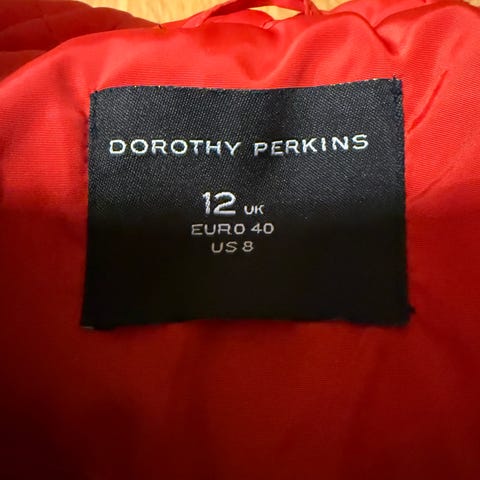 DOROTHY PERKINS
12 UK
EURO 40
US 8